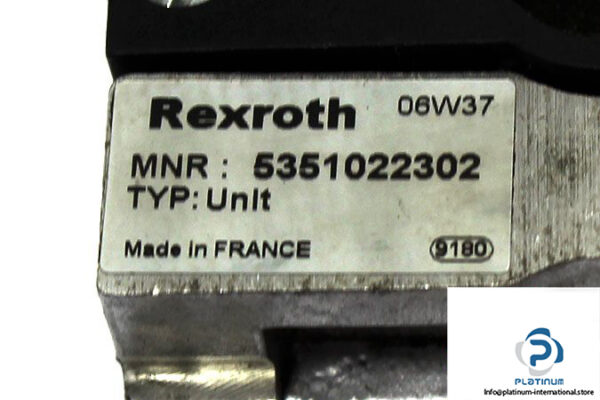 Rexroth 06W37
MNR : 5351022302
TYP: Unit
Made in FRANCE 9180
PLATINUM
Info@platinum-international.store